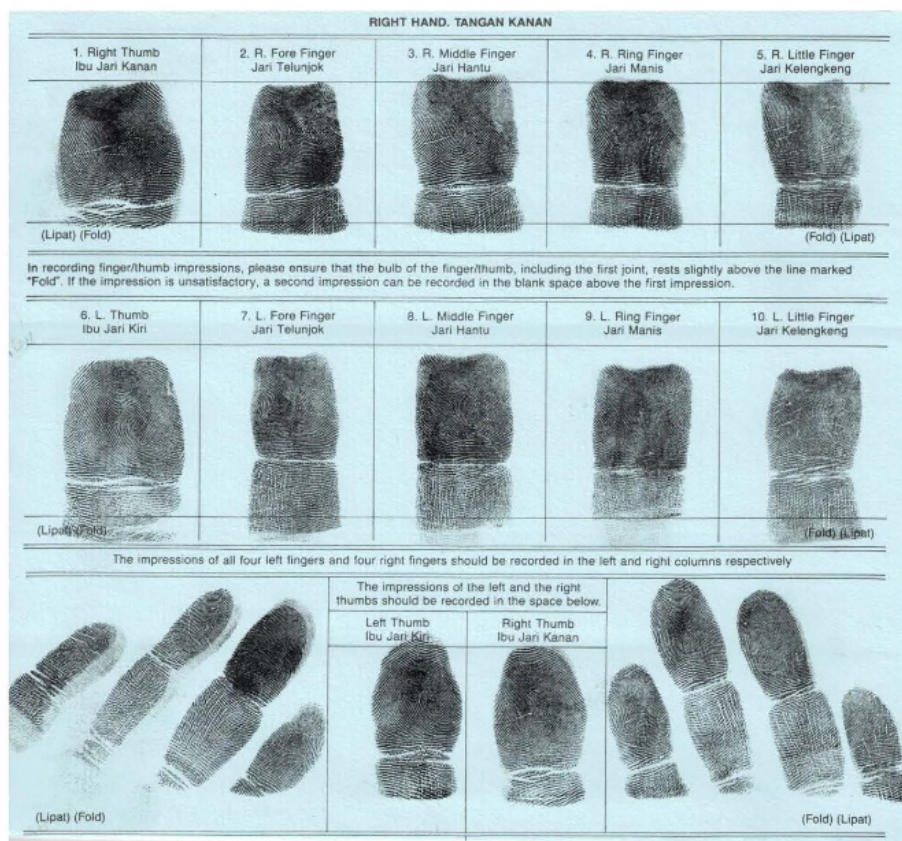 RIGHT HAND. TANGAN KANAN
1. Right Thumb
Ibu Jari Kanan
2. R. Fore Finger
Jari Telunjok
3. R. Middle Finger
Jari Hantu
4. R. Ring Finger
Jari Manis
5. R. Little Finger
Jari Kelengkeng
(Lipat) (Fold)
(Fold) (Lipat)
In recording finger/thumb impressions, please ensure that the bulb of the finger/thumb, including the first joint, rests slightly above the line marked
"Fold". If the impression is unsatisfactory, a second impression can be recorded in the blank space above the first impression.
6. L. Thumb
Ibu Jari Kiri
7. L. Fore Finger
Jari Telunjok
8. L. Middle Finger
Jari Hantu
9. L. Ring Finger
Jari Manis
10. L. Little Finger
Jari Kelengkeng
(Lipat) (Fold)
(Fold) (Lipat)
The impressions of all four left fingers and four right fingers should be recorded in the left and right columns respectively
The impressions of the left and the right
thumbs should be recorded in the space below.
Left Thumb
Ibu Jari Kiri
Right Thumb
Ibu Jari Kanan
(Lipat) (Fold)
(Fold) (Lipat)